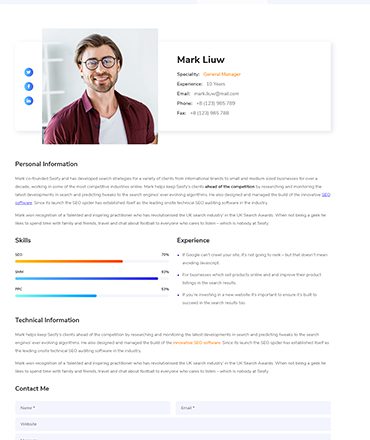 Mark Liuw
Speciality: General Manager
Experience: 10 Years
Email: mark.liuw@mail.com
Phone: +8 (123) 985 789
Fax: +8 (123) 985 788
Personal Information
Mark co-founded Seofy and has developed search strategies for a variety of clients from international brands to small and medium sized businesses for over a
decade, working in some of the most competitive industries online. Mark helps keep Seofy's clients ahead of the competition by researching and monitoring the
latest developments in search and predicting tweaks to the search engines' ever evolving algorithms. He also designed and managed the build of the innovative SEO
software. Since its launch the SEO spider has established itself as the leading onsite technical SEO auditing software in the industry.
Mark won recognition of a 'talented and inspiring practitioner who has revolutionised the UK search industry' in the UK Search Awards. When not being a geek he
likes to spend time with family and friends, travel and chat about football to everyone who cares to listen – which is nobody at Seofy.
Skills
Experience
SEO 70%
SMM 93%
PPC 53%
If Google can't crawl your site, it's not going to rank – but that doesn't mean
avoiding Javascript.
For businesses which sell products online and and improve their product
listings in the search results.
If you're investing in a new website it's important to ensure it's built to
succeed in the search results too.
Technical Information
Mark helps keep Seofy's clients ahead of the competition by researching and monitoring the latest developments in search and predicting tweaks to the search
engines' ever evolving algorithms. He also designed and managed the build of the innovative SEO software. Since its launch the SEO spider has established itself as
the leading onsite technical SEO auditing software in the industry.
Mark won recognition of a 'talented and inspiring practitioner who has revolutionised the UK search industry' in the UK Search Awards. When not being a geek he
likes to spend time with family and friends, travel and chat about football to everyone who cares to listen – which is nobody at Seofy.
Contact Me
Name *
Email *
Website